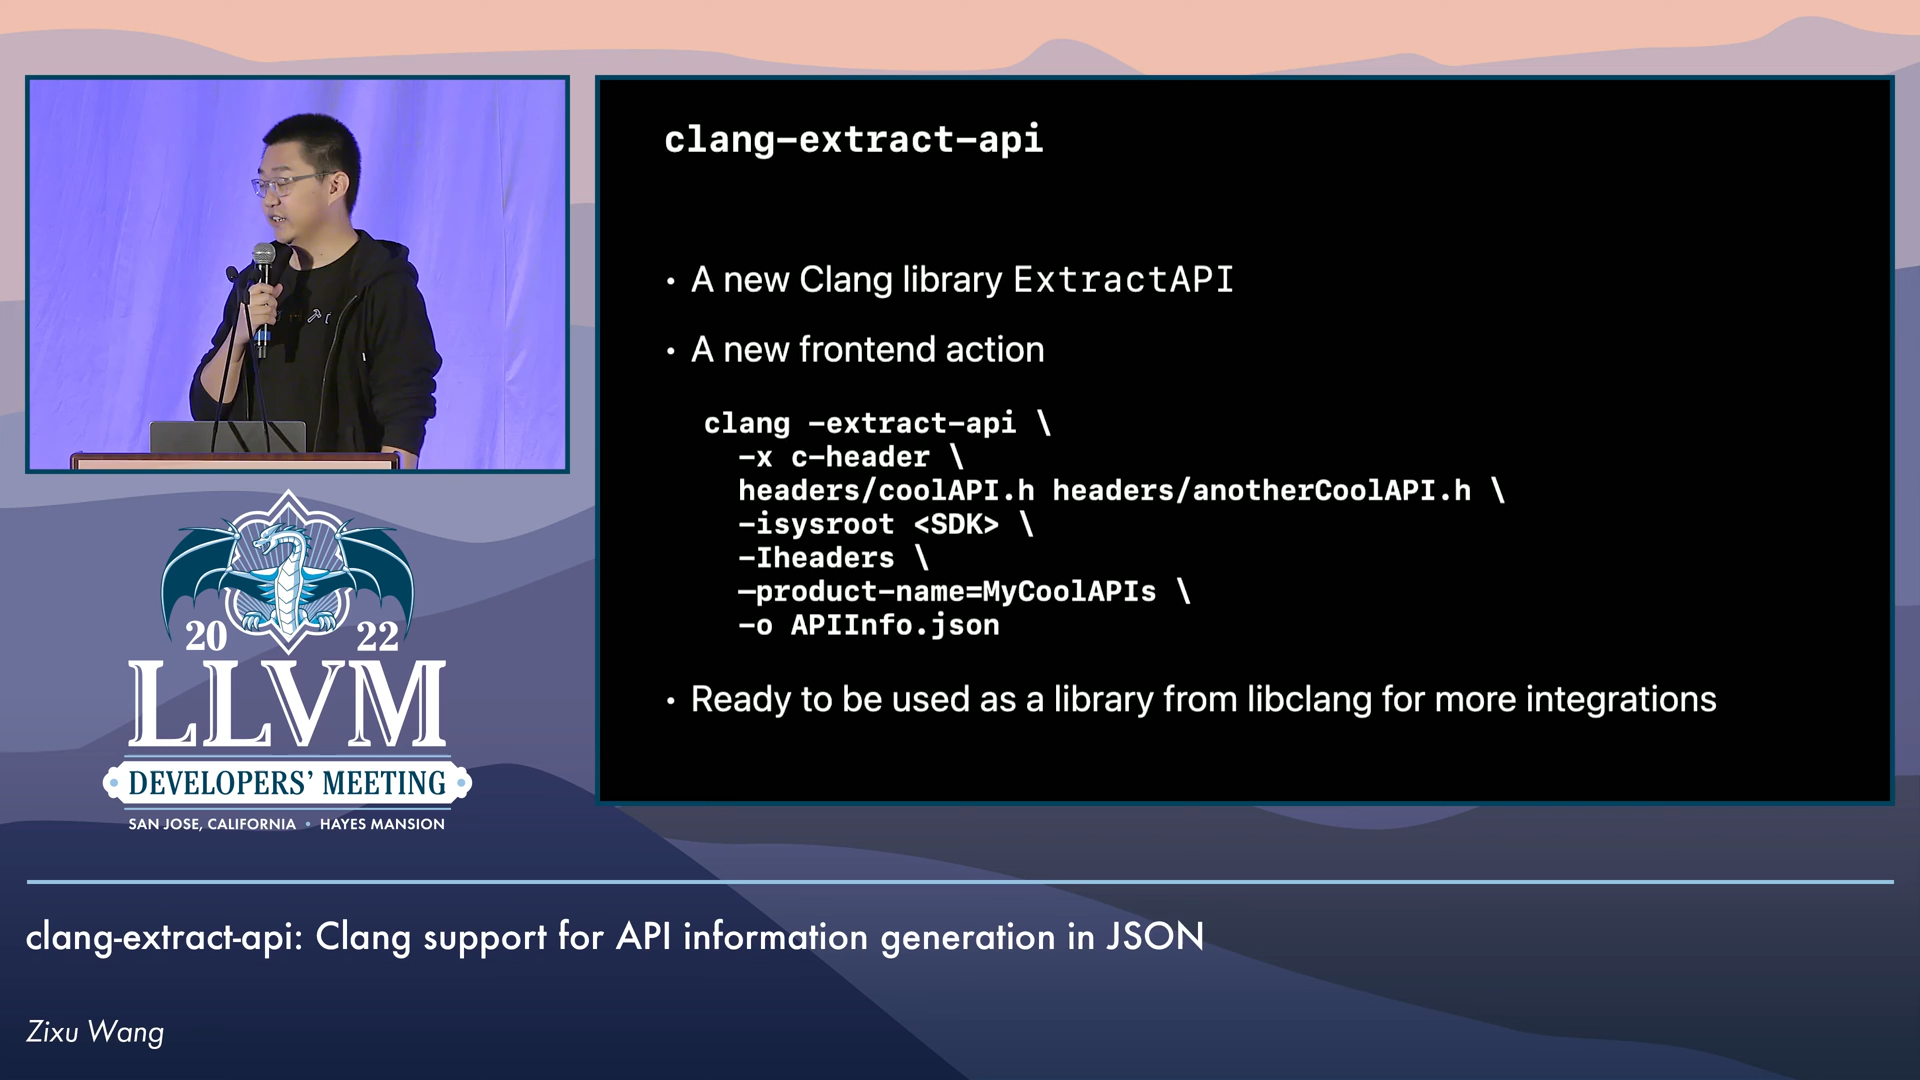 clang-extract-api
• A new Clang library ExtractAPI
• A new frontend action
clang -extract-api \
-x c-header \
headers/coolAPI.h headers/anotherCoolAPI.h \
-isysroot <SDK> \
-Iheaders \
—product-name=MyCoolAPIs \
-o APIInfo.json
• Ready to be used as a library from libclang for more integrations
20 22
LLVM
DEVELOPERS’ MEETING
SAN JOSE, CALIFORNIA • HAYES MANSION
clang-extract-api: Clang support for API information generation in JSON
Zixu Wang